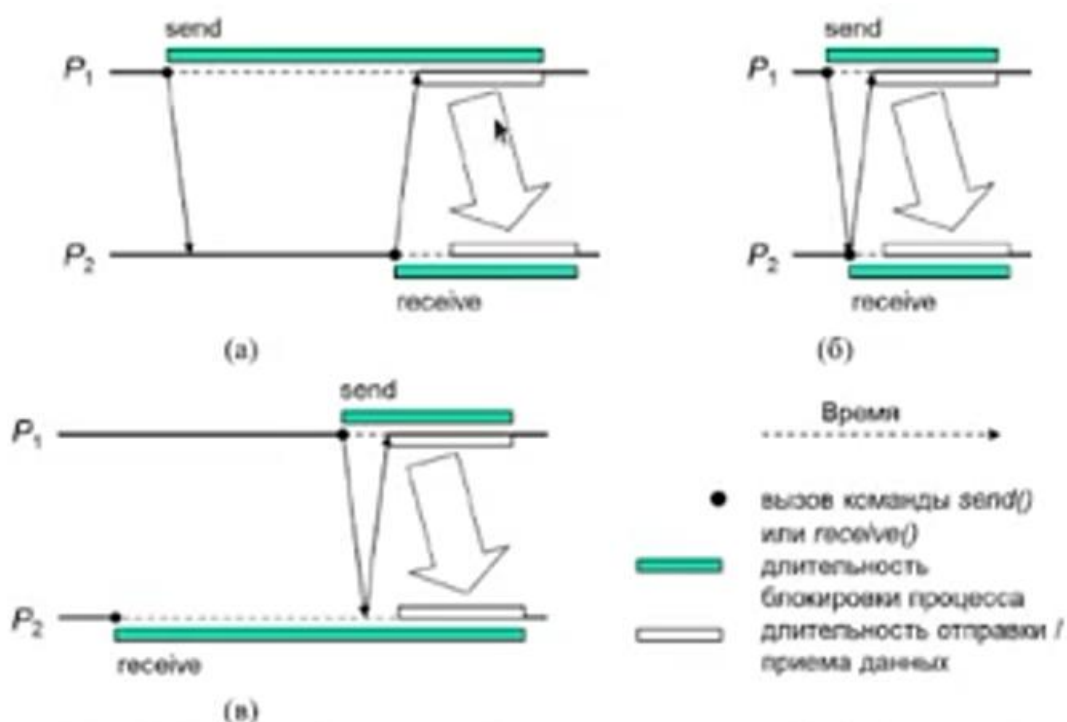 send
P₁
P₂
receive
(а)
send
P₁
P₂
receive
(б)
send
P₁
P₂
receive
(в)
Время
вызов команды send()
или receive()
длительность
блокировки процесса
длительность отправки /
приема данных